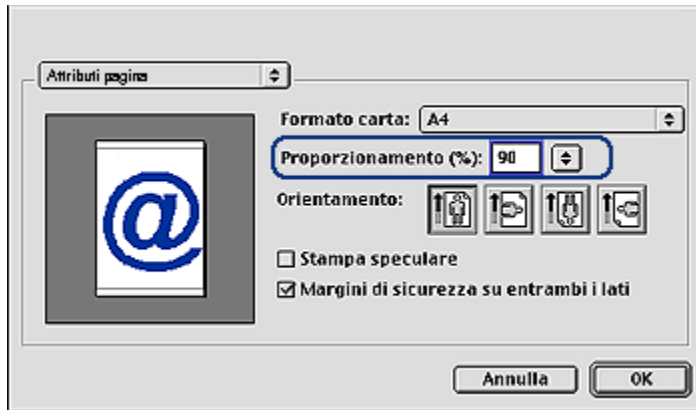 Attributi pagina
Formato carta: A4
Proporzionamento (%): 90
Orientamento:
@
Stampa speculare
Margini di sicurezza su entrambi i lati
Annulla OK